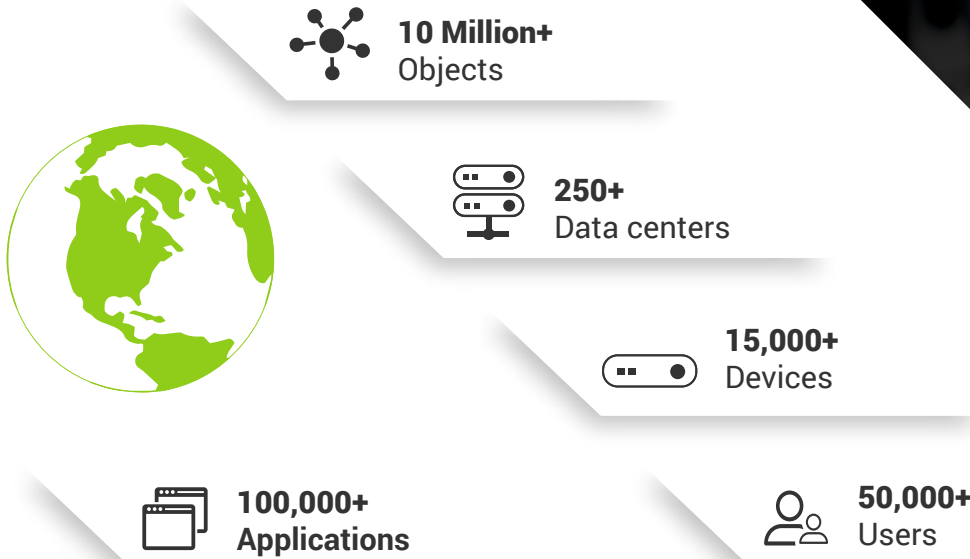 10 Million+
Objects
250+
Data centers
15,000+
Devices
100,000+
Applications
50,000+
Users